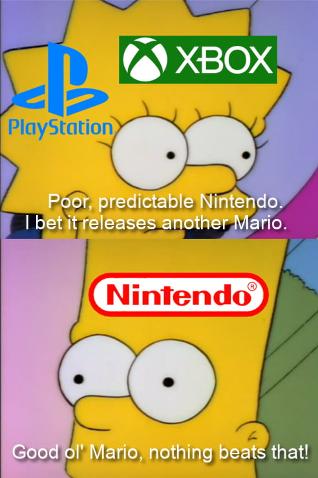 XBOX
PlayStation
Poor, predictable Nintendo.
I bet it releases another Mario.
Nintendo®
Good ol' Mario, nothing beats that!